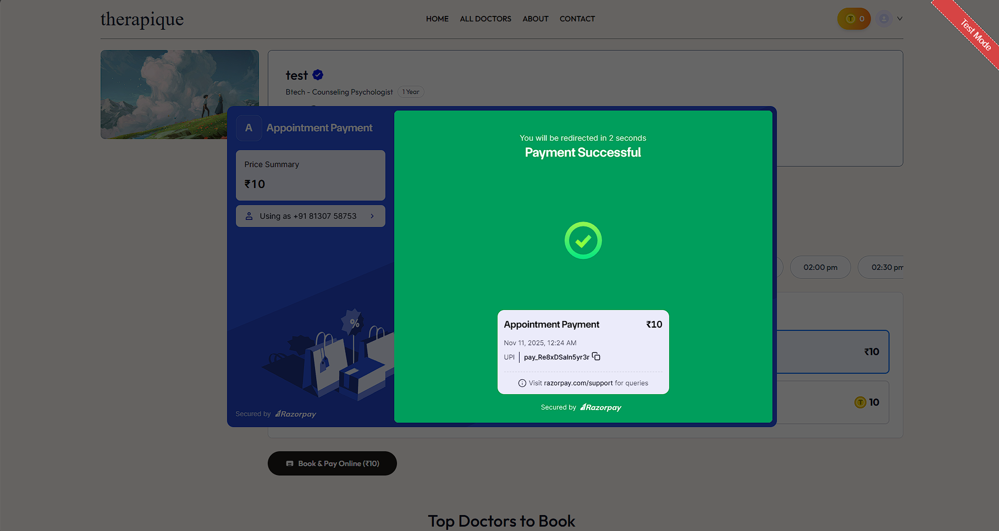 therapique
HOME
ALL DOCTORS
ABOUT
CONTACT
T
0
Test Mode
test
Btech - Counseling Psychologist
1 Year
A
Appointment Payment
Price Summary
₹10
Using as +91 81307 58753
%
Secured by Razorpay
You will be redirected in 2 seconds
Payment Successful
Appointment Payment
₹10
Nov 11, 2025, 12:24 AM
UPI
pay_Re8xDSaIn5yr3r
Visit razorpay.com/support for queries
Secured by Razorpay
02:00 pm
02:30 pm
₹10
T
10
Book & Pay Online (₹10)
Top Doctors to Book